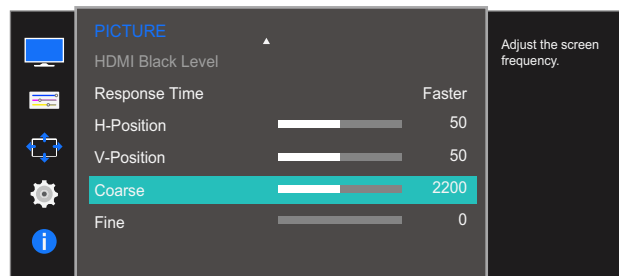 PICTURE
HDMI Black Level
Response Time Faster
H-Position 50
V-Position 50
Coarse 2200
Fine 0
Adjust the screen
frequency.